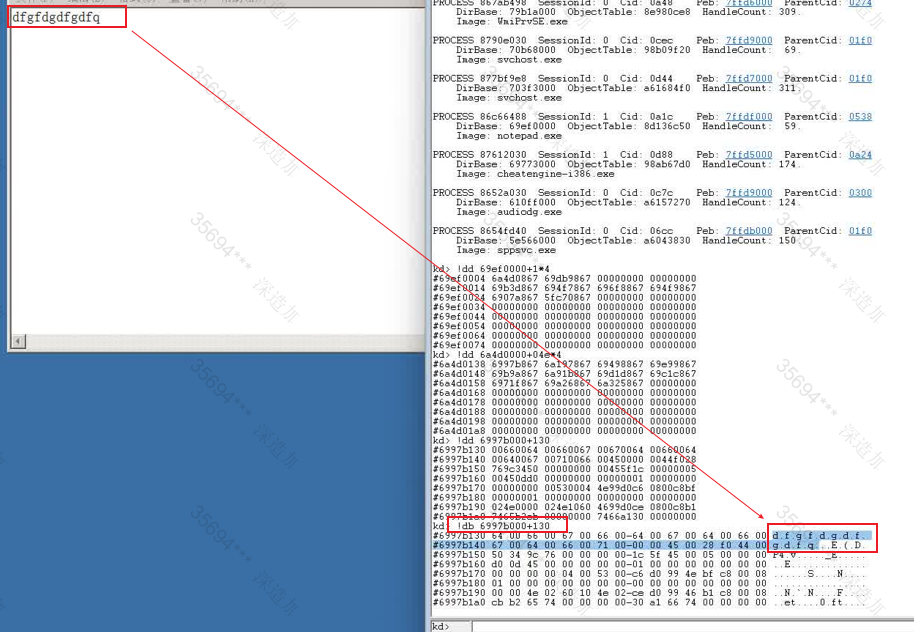 dfgfdgdfgdfq
PROCESS 867ab498  SessionId: 0  Cid: 0a48    Peb: 7ffd6000  ParentCid: 0274
    DirBase: 79b1a000  ObjectTable: 8e980ce8  HandleCount: 309.
    Image: WmiPrvSE.exe
PROCESS 8790e030  SessionId: 0  Cid: 0cec    Peb: 7ffd9000  ParentCid: 01f0
    DirBase: 70b68000  ObjectTable: 98b09f20  HandleCount:  69.
    Image: svchost.exe
PROCESS 877bf9e8  SessionId: 0  Cid: 0d44    Peb: 7ffd7000  ParentCid: 01f0
    DirBase: 703f3000  ObjectTable: a61684f0  HandleCount: 311.
    Image: svchost.exe
PROCESS 86c66488  SessionId: 1  Cid: 0a1c    Peb: 7ffdf000  ParentCid: 0538
    DirBase: 69ef0000  ObjectTable: 8d136c50  HandleCount:  59.
    Image: notepad.exe
PROCESS 87612030  SessionId: 1  Cid: 0d88    Peb: 7ffd5000  ParentCid: 0a24
    DirBase: 69773000  ObjectTable: 98ab67d0  HandleCount: 174.
    Image: cheatengine-i386.exe
PROCESS 8652a030  SessionId: 0  Cid: 0c7c    Peb: 7ffd9000  ParentCid: 0300
    DirBase: 610ff000  ObjectTable: a6157270  HandleCount: 124.
    Image: audiodg.exe
PROCESS 8654fd40  SessionId: 0  Cid: 06cc    Peb: 7ffdb000  ParentCid: 01f0
    DirBase: 5e566000  ObjectTable: a6043830  HandleCount: 150.
    Image: sppsvc.exe
kd> !dd 69ef0000+1*4
#69ef0004 6a4d0867 69db9867 00000000 00000000
#69ef0014 69b3d867 694f7867 696f8867 694f9867
#69ef0024 6907a867 5fc70867 00000000 00000000
#69ef0034 00000000 00000000 00000000 00000000
#69ef0044 00000000 00000000 00000000 00000000
#69ef0054 00000000 00000000 00000000 00000000
#69ef0064 00000000 00000000 00000000 00000000
#69ef0074 00000000 00000000 00000000 00000000
kd> !dd 6a4d0000+04e*4
#6a4d0138 6997b867 6a197867 69498867 69e99867
#6a4d0148 69b9a867 6a91b867 69d1d867 69c1c867
#6a4d0158 6971f867 69a26867 6a325867 00000000
#6a4d0168 00000000 00000000 00000000 00000000
#6a4d0178 00000000 00000000 00000000 00000000
#6a4d0188 00000000 00000000 00000000 00000000
#6a4d0198 00000000 00000000 00000000 00000000
#6a4d01a8 00000000 00000000 00000000 00000000
kd> !dd 6997b000+130
#6997b130 00660064 00660067 00670064 00660064
#6997b140 00640067 00710066 00450000 0044f028
#6997b150 769c3450 00000000 00455f1c 00000005
#6997b160 00450dd0 00000000 00000001 00000000
#6997b170 00000000 00530004 4e99d0c6 0800c8bf
#6997b180 00000001 00000000 00000000 00000000
#6997b190 024e0000 024e1060 4699d0ce 0800c8b1
#6997b1a0 7465b2cb 00000000 7466a130 00000000
kd> !db 6997b000+130
#6997b130 64 00 66 00 67 00 66 00-64 00 67 00 64 00 66 00 d.f.g.f.d.g.d.f.
#6997b140 67 00 64 00 66 00 71 00-00 00 45 00 28 f0 44 00 g.d.f.q...E.(.D.
#6997b150 50 34 9c 76 00 00 00 00-1c 5f 45 00 05 00 00 00 P4.v....._E.....
#6997b160 d0 0d 45 00 00 00 00 00-01 00 00 00 00 00 00 00 ..E.............
#6997b170 00 00 00 00 04 00 53 00-c6 d0 99 4e bf c8 00 08 ......S....N....
#6997b180 01 00 00 00 00 00 00 00-00 00 00 00 00 00 00 00 ................
#6997b190 00 00 4e 02 60 10 4e 02-ce d0 99 46 b1 c8 00 08 ..N.`.N....F....
#6997b1a0 cb b2 65 74 00 00 00 00-30 a1 66 74 00 00 00 00 ..et....0.ft....
kd>